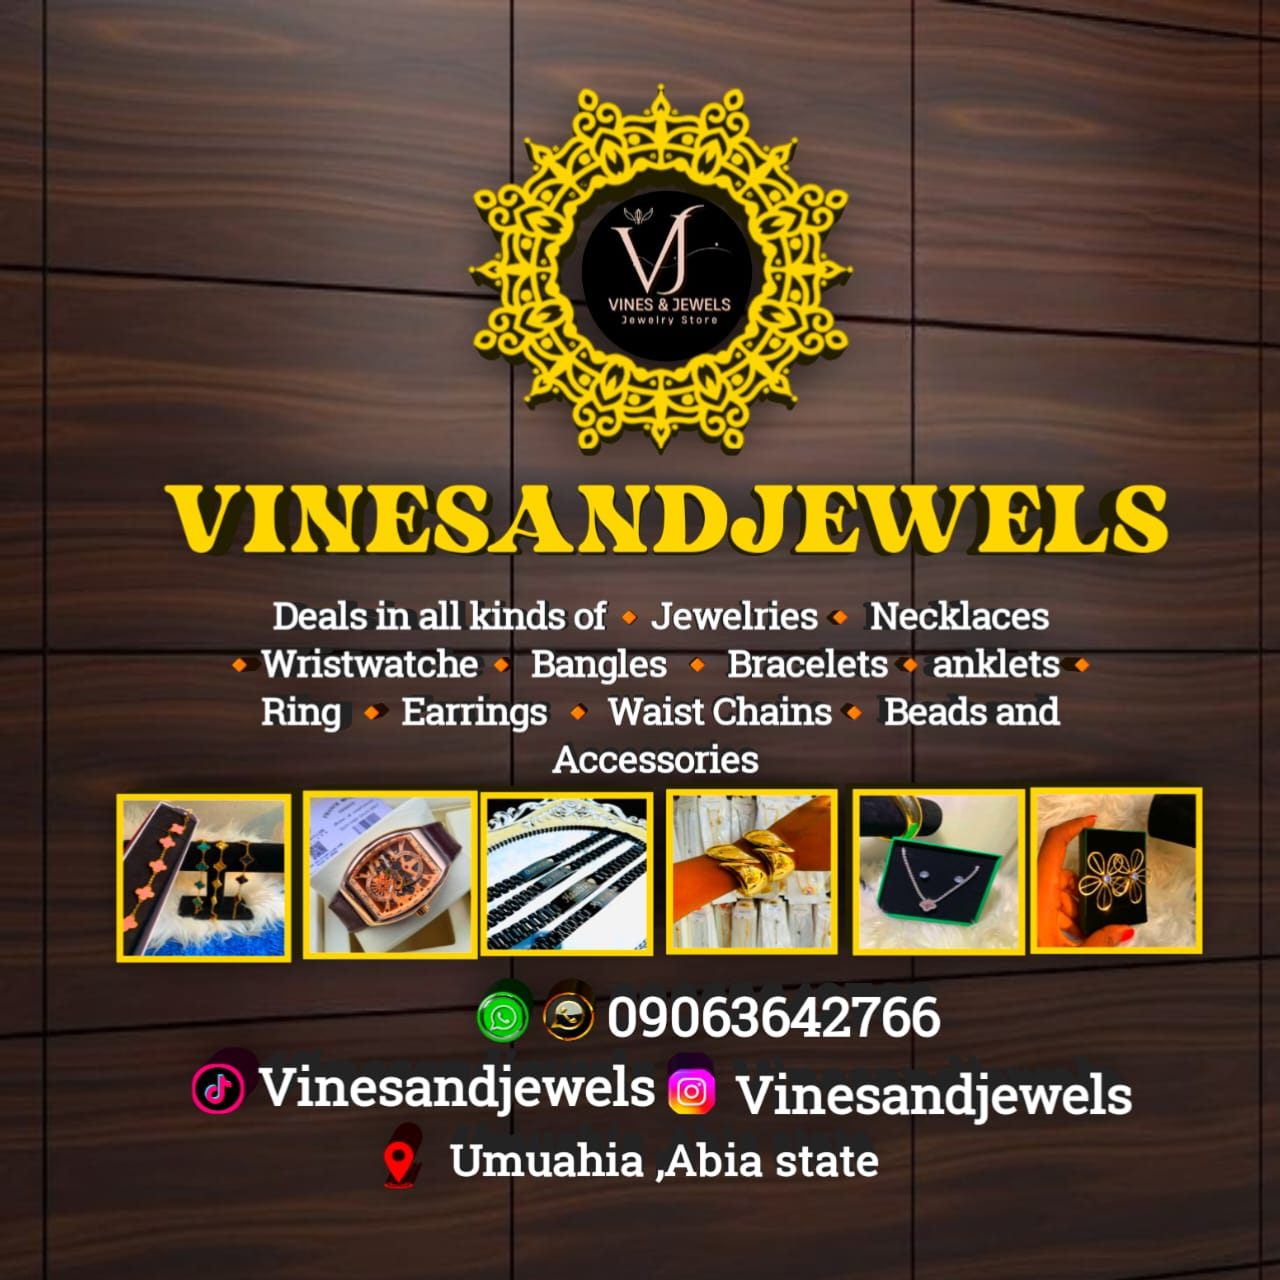 VJ
VINES & JEWELS
Jewelry Store
VINESANDJEWELS
Deals in all kinds of 🔸 Jewelries 🔸 Necklaces
🔸 Wristwatche 🔸 Bangles 🔸 Bracelets 🔸 anklets 🔸
Ring 🔸 Earrings 🔸 Waist Chains 🔸 Beads and
Accessories
09063642766
Vinesandjewels Vinesandjewels
Umuahia ,Abia state